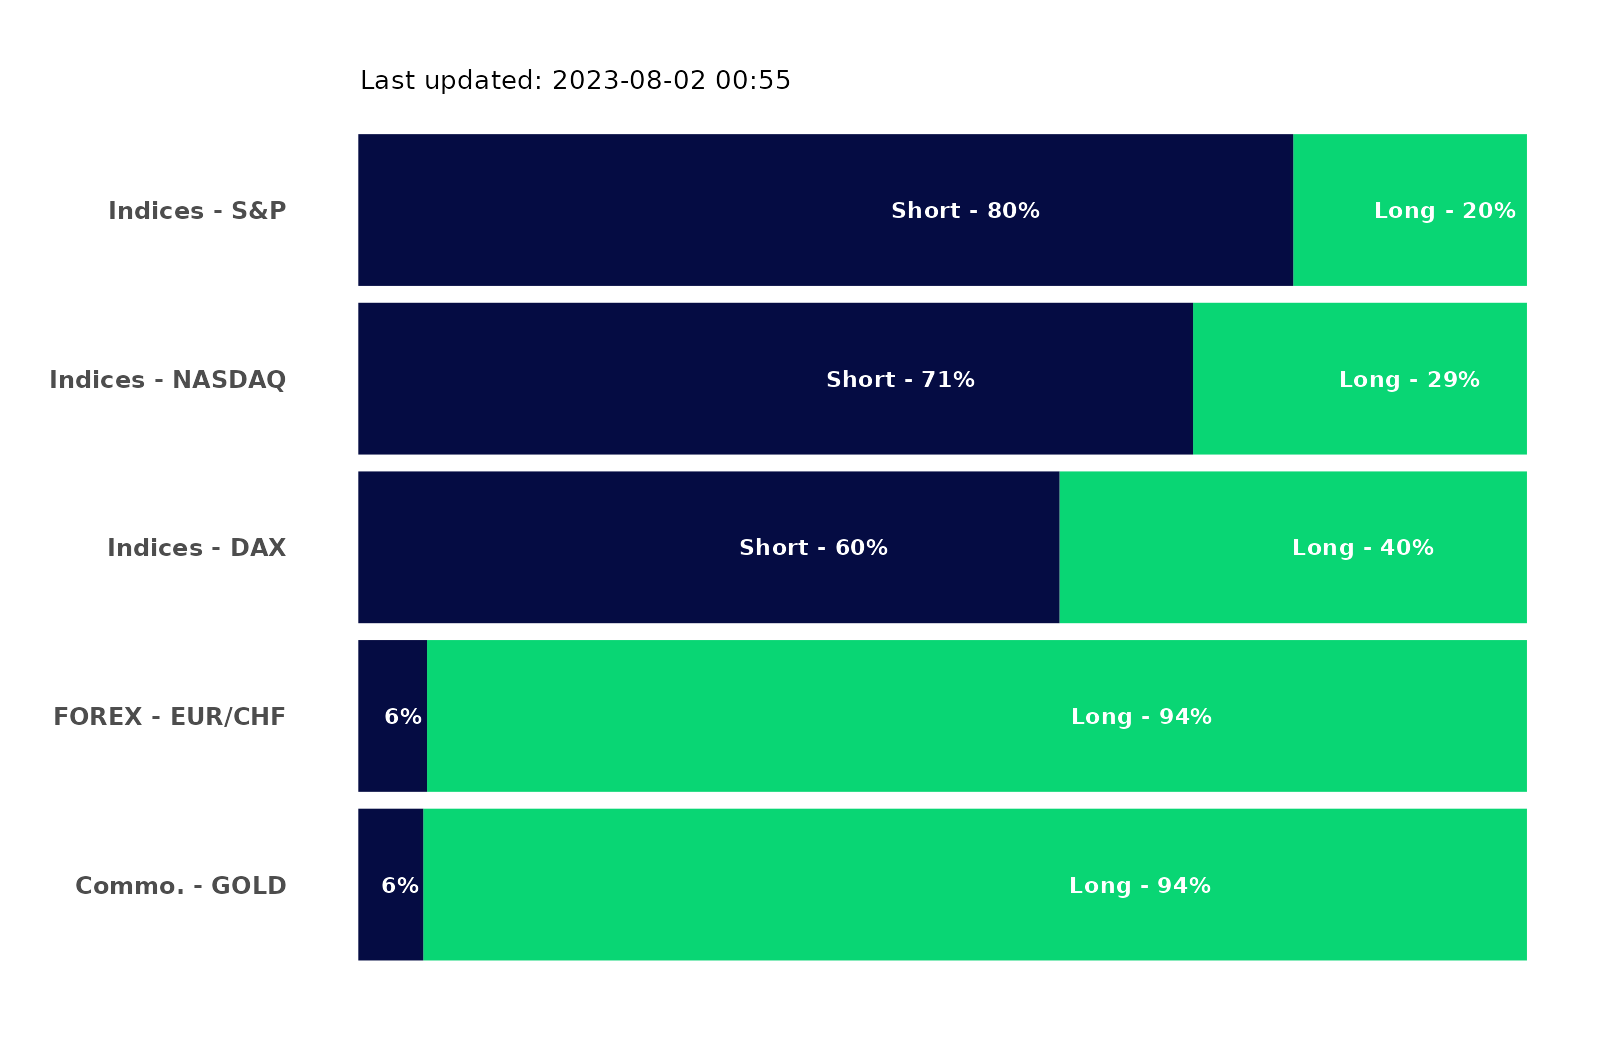 Last updated: 2023-08-02 00:55
Indices - S&P Short - 80% Long - 20%
Indices - NASDAQ Short - 71% Long - 29%
Indices - DAX Short - 60% Long - 40%
FOREX - EUR/CHF 6% Long - 94%
Commo. - GOLD 6% Long - 94%